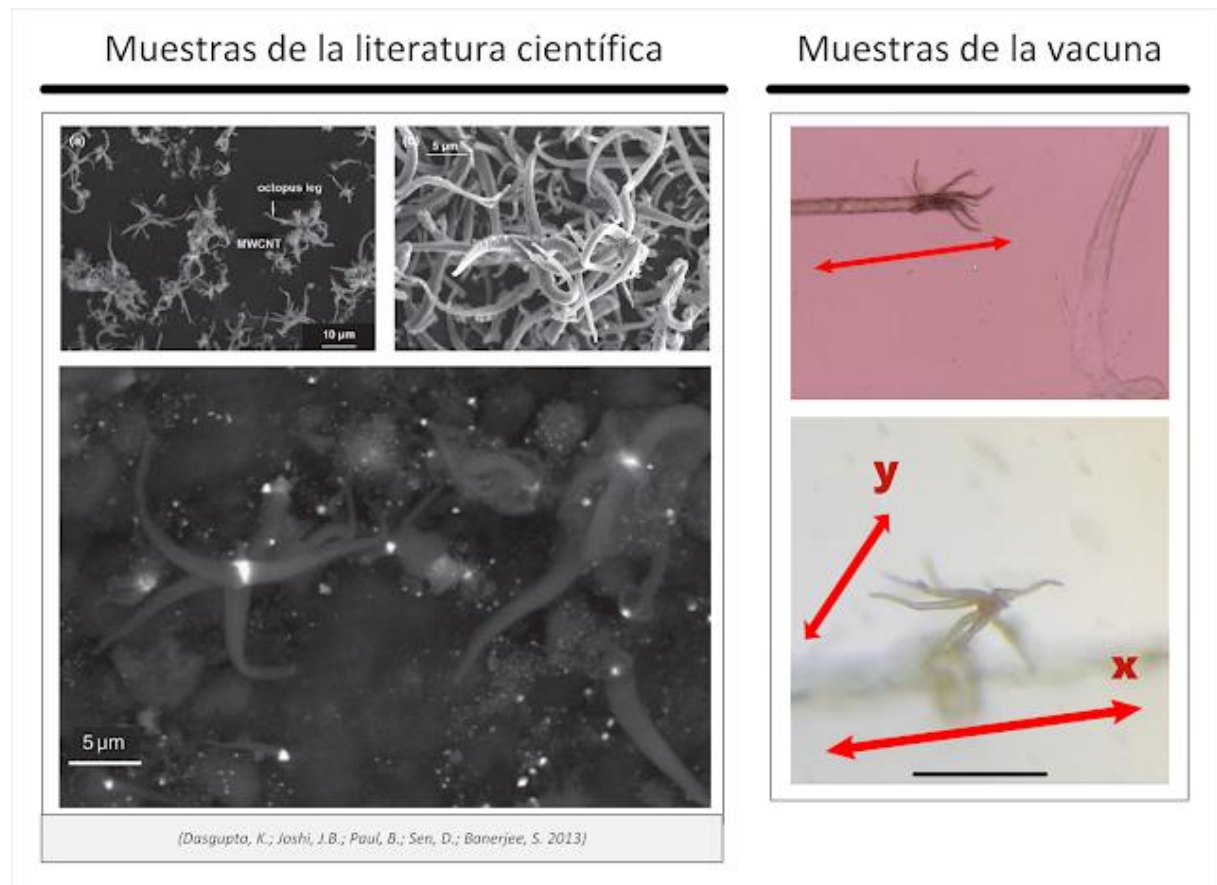 Muestras de la literatura científica
Muestras de la vacuna
(a)
octopus leg
MWCNT
10 µm
5 µm
5 µm
y
x
(Dasgupta, K.; Joshi, J.B.; Paul, B.; Sen, D.; Banerjee, S. 2013)